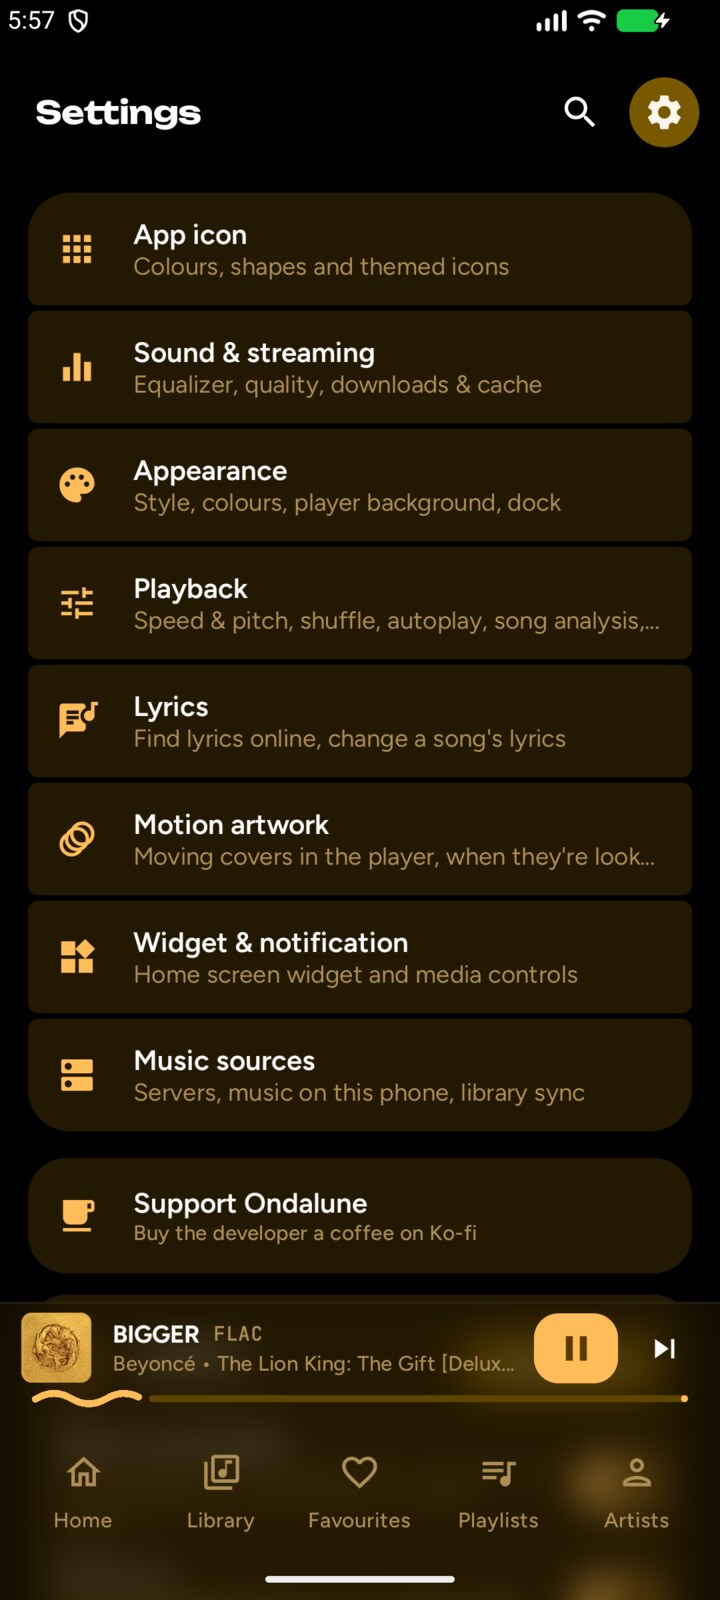 5:57
Settings
App icon
Colours, shapes and themed icons
Sound & streaming
Equalizer, quality, downloads & cache
Appearance
Style, colours, player background, dock
Playback
Speed & pitch, shuffle, autoplay, song analysis,...
Lyrics
Find lyrics online, change a song's lyrics
Motion artwork
Moving covers in the player, when they're look...
Widget & notification
Home screen widget and media controls
Music sources
Servers, music on this phone, library sync
Support Ondalune
Buy the developer a coffee on Ko-fi
BIGGER FLAC
Beyoncé • The Lion King: The Gift [Delux...
Home Library Favourites Playlists Artists